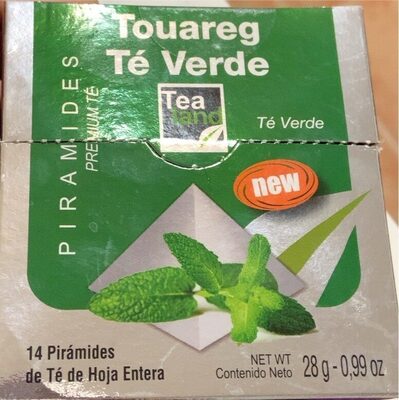 Touareg
Té Verde
PIRAMIDES
PREMIUM TÉ
Tea
land
Té Verde
new
14 Pirámides
de Té de Hoja Entera
NET WT
Contenido Neto
28 g - 0,99 oz